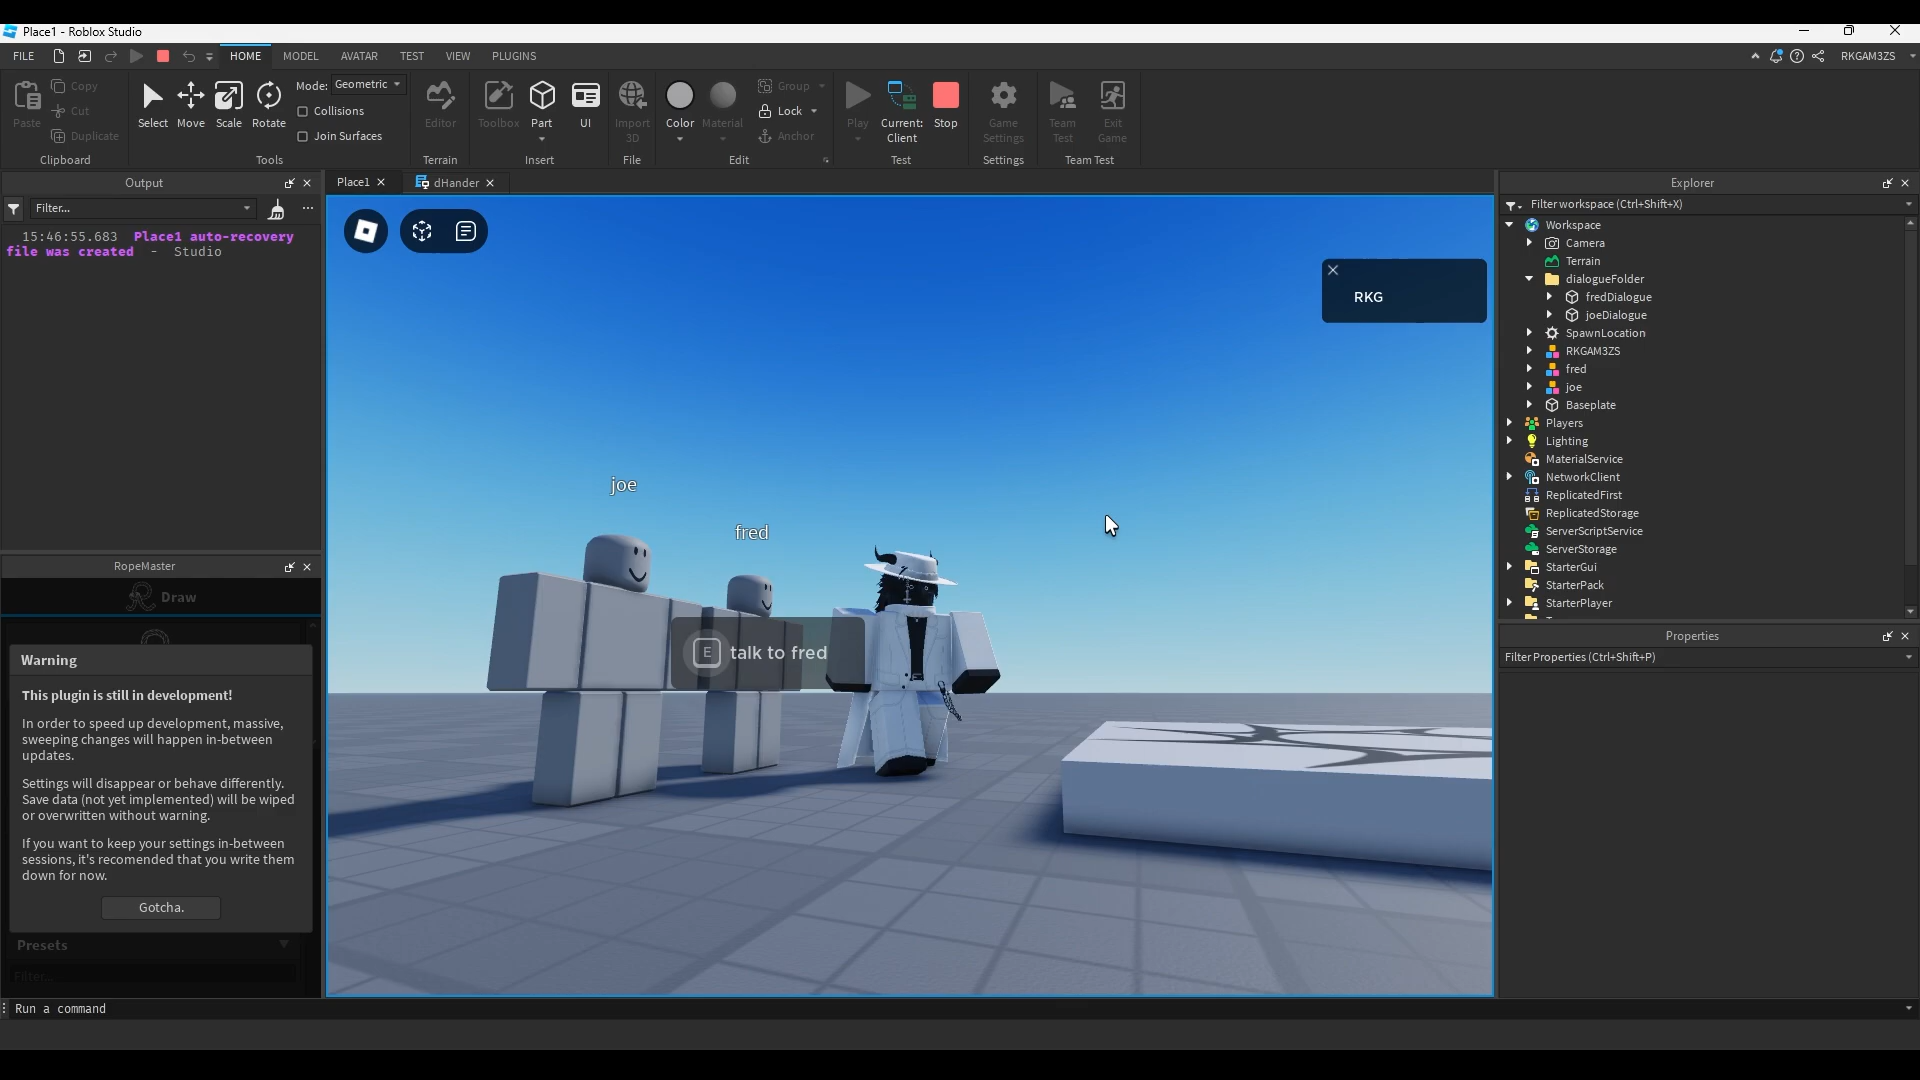 Place1 - Roblox Studio
FILE HOME MODEL AVATAR TEST VIEW PLUGINS RKGAM3ZS
Paste Copy Cut Duplicate Clipboard
Select Move Scale Rotate Mode: Geometric Collisions Join Surfaces Tools
Editor Terrain
Toolbox Part UI Insert
Import 3D File
Color Material Group Lock Anchor Edit
Play Current: Client Stop Test
Game Settings Settings
Team Test Exit Game Team Test
Output
Filter...
15:46:55.683 Place1 auto-recovery
file was created - Studio
RopeMaster
Draw
Warning
This plugin is still in development!
In order to speed up development, massive,
sweeping changes will happen in-between
updates.
Settings will disappear or behave differently.
Save data (not yet implemented) will be wiped
or overwritten without warning.
If you want to keep your settings in-between
sessions, it's recomended that you write them
down for now.
Gotcha.
Presets
Filter...
Place1 dHander
RKG
joe
fred
E talk to fred
Explorer
Filter workspace (Ctrl+Shift+X)
Workspace
Camera
Terrain
dialogueFolder
fredDialogue
joeDialogue
SpawnLocation
RKGAM3ZS
fred
joe
Baseplate
Players
Lighting
MaterialService
NetworkClient
ReplicatedFirst
ReplicatedStorage
ServerScriptService
ServerStorage
StarterGui
StarterPack
StarterPlayer
Properties
Filter Properties (Ctrl+Shift+P)
Run a command